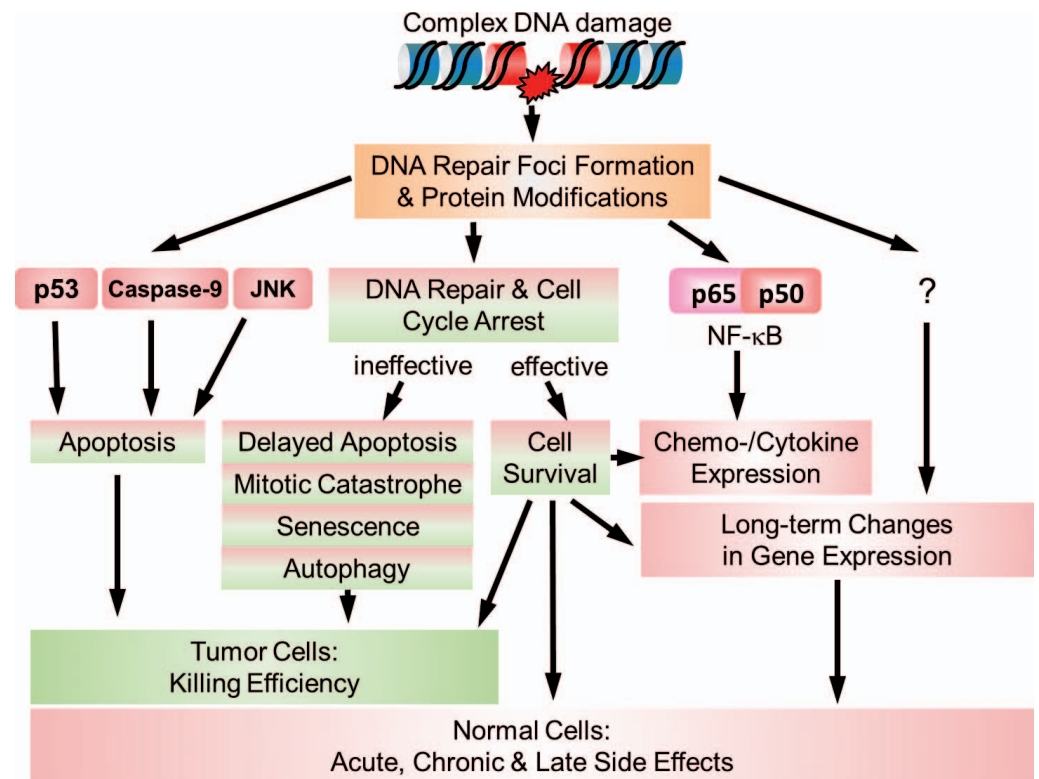 Complex DNA damage
DNA Repair Foci Formation
& Protein Modifications
p53
Caspase-9
JNK
DNA Repair & Cell
Cycle Arrest
p65
p50
NF-κB
?
ineffective
effective
Apoptosis
Delayed Apoptosis
Mitotic Catastrophe
Senescence
Autophagy
Cell
Survival
Chemo-/Cytokine
Expression
Long-term Changes
in Gene Expression
Tumor Cells:
Killing Efficiency
Normal Cells:
Acute, Chronic & Late Side Effects